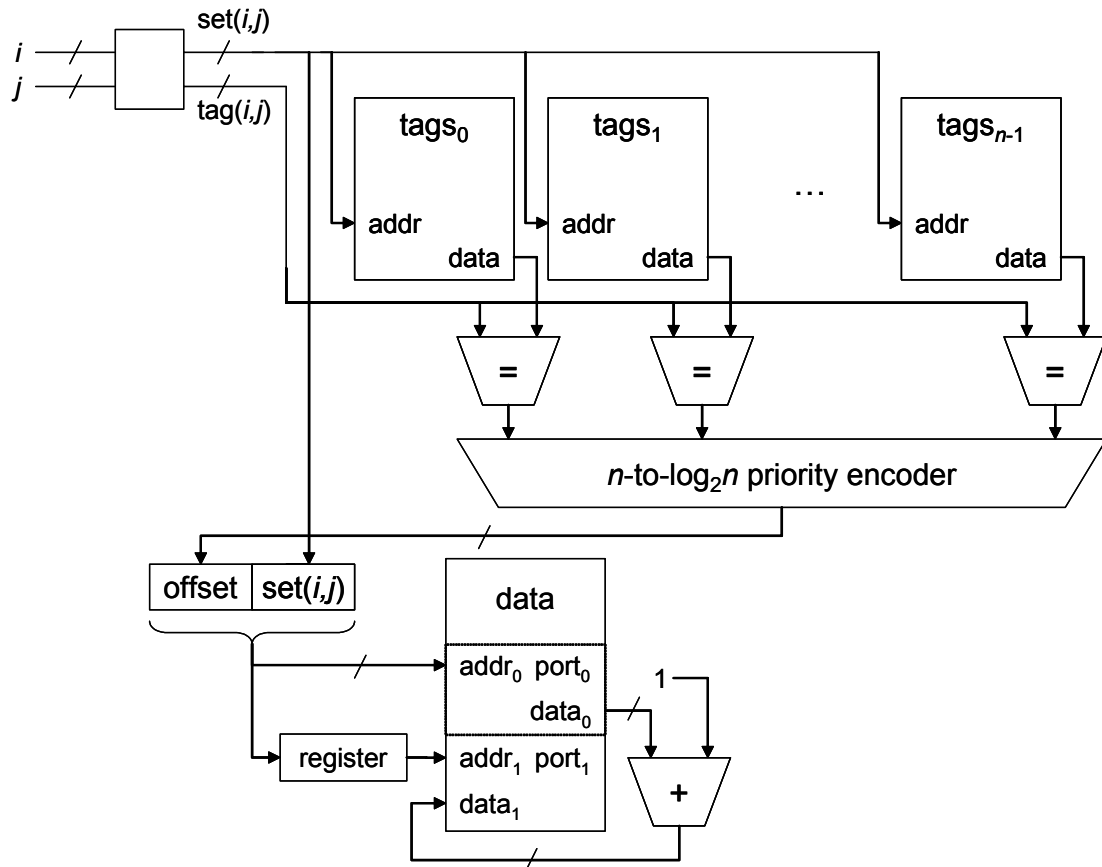 set(i,j)
i
j
tag(i,j)
tags₀
tags₁
tagsₙ₋₁
...
addr
addr
addr
data
data
data
=
=
=
n-to-log₂n priority encoder
offset
set(i,j)
data
addr₀ port₀
1
data₀
register
addr₁ port₁
+
data₁